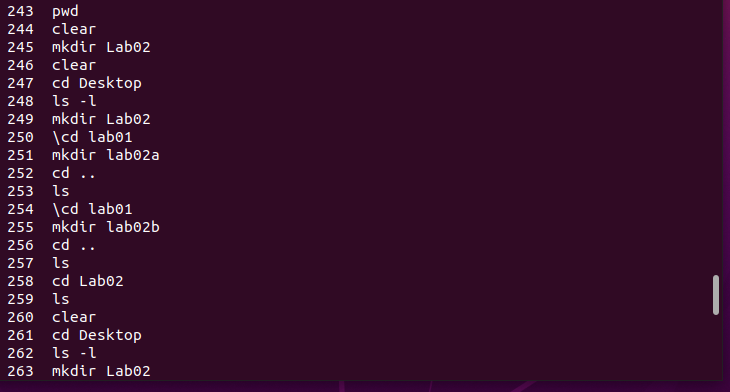 243 pwd
244 clear
245 mkdir Lab02
246 clear
247 cd Desktop
248 ls -l
249 mkdir Lab02
250 \cd lab01
251 mkdir lab02a
252 cd ..
253 ls
254 \cd lab01
255 mkdir lab02b
256 cd ..
257 ls
258 cd Lab02
259 ls
260 clear
261 cd Desktop
262 ls -l
263 mkdir Lab02